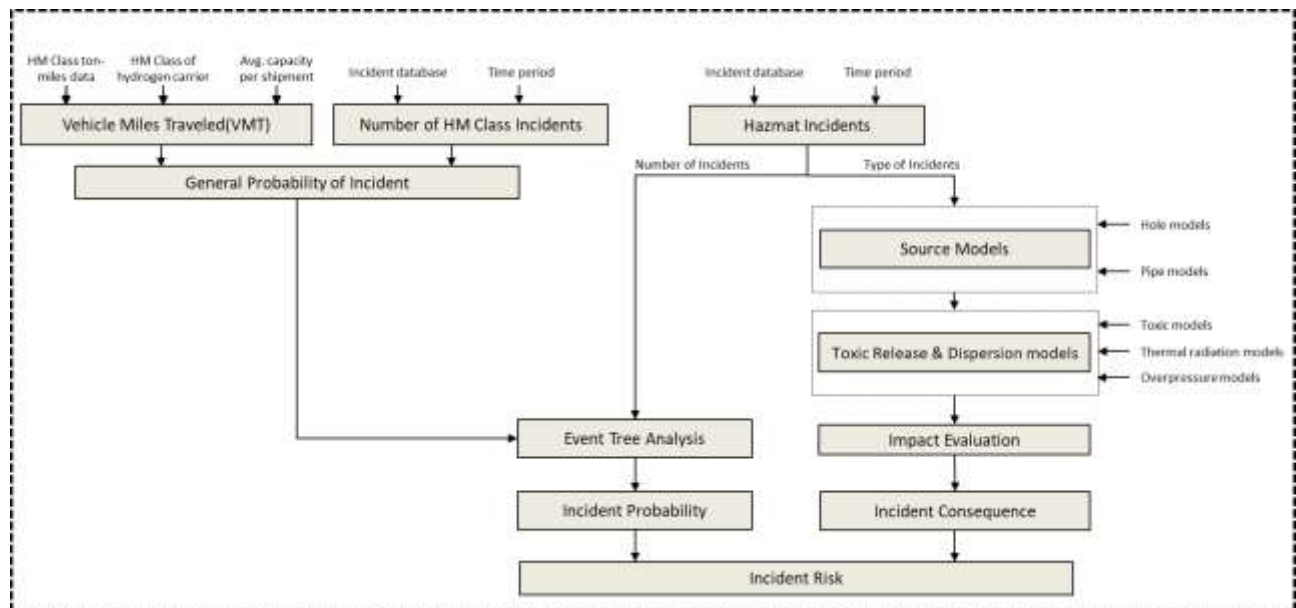 HM Class ton-
miles data
HM Class of
hydrogen carrier
Avg. capacity
per shipment
Incident database
Time period
Incident database
Time period
Vehicle Miles Traveled(VMT)
Number of HM Class Incidents
Hazmat Incidents
Number of Incidents
Type of Incidents
General Probability of Incident
Hole models
Source Models
Pipe models
Toxic models
Toxic Release & Dispersion models
Thermal radiation models
Overpressure models
Event Tree Analysis
Impact Evaluation
Incident Probability
Incident Consequence
Incident Risk